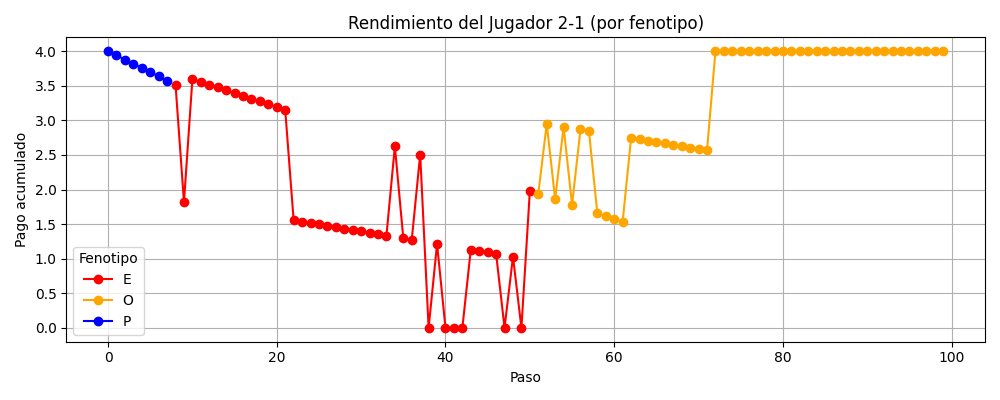 Rendimiento del Jugador 2-1 (por fenotipo)
Pago acumulado
4.0
3.5
3.0
2.5
2.0
1.5
1.0
0.5
0.0
Fenotipo
E
O
P
0 20 40 60 80 100
Paso